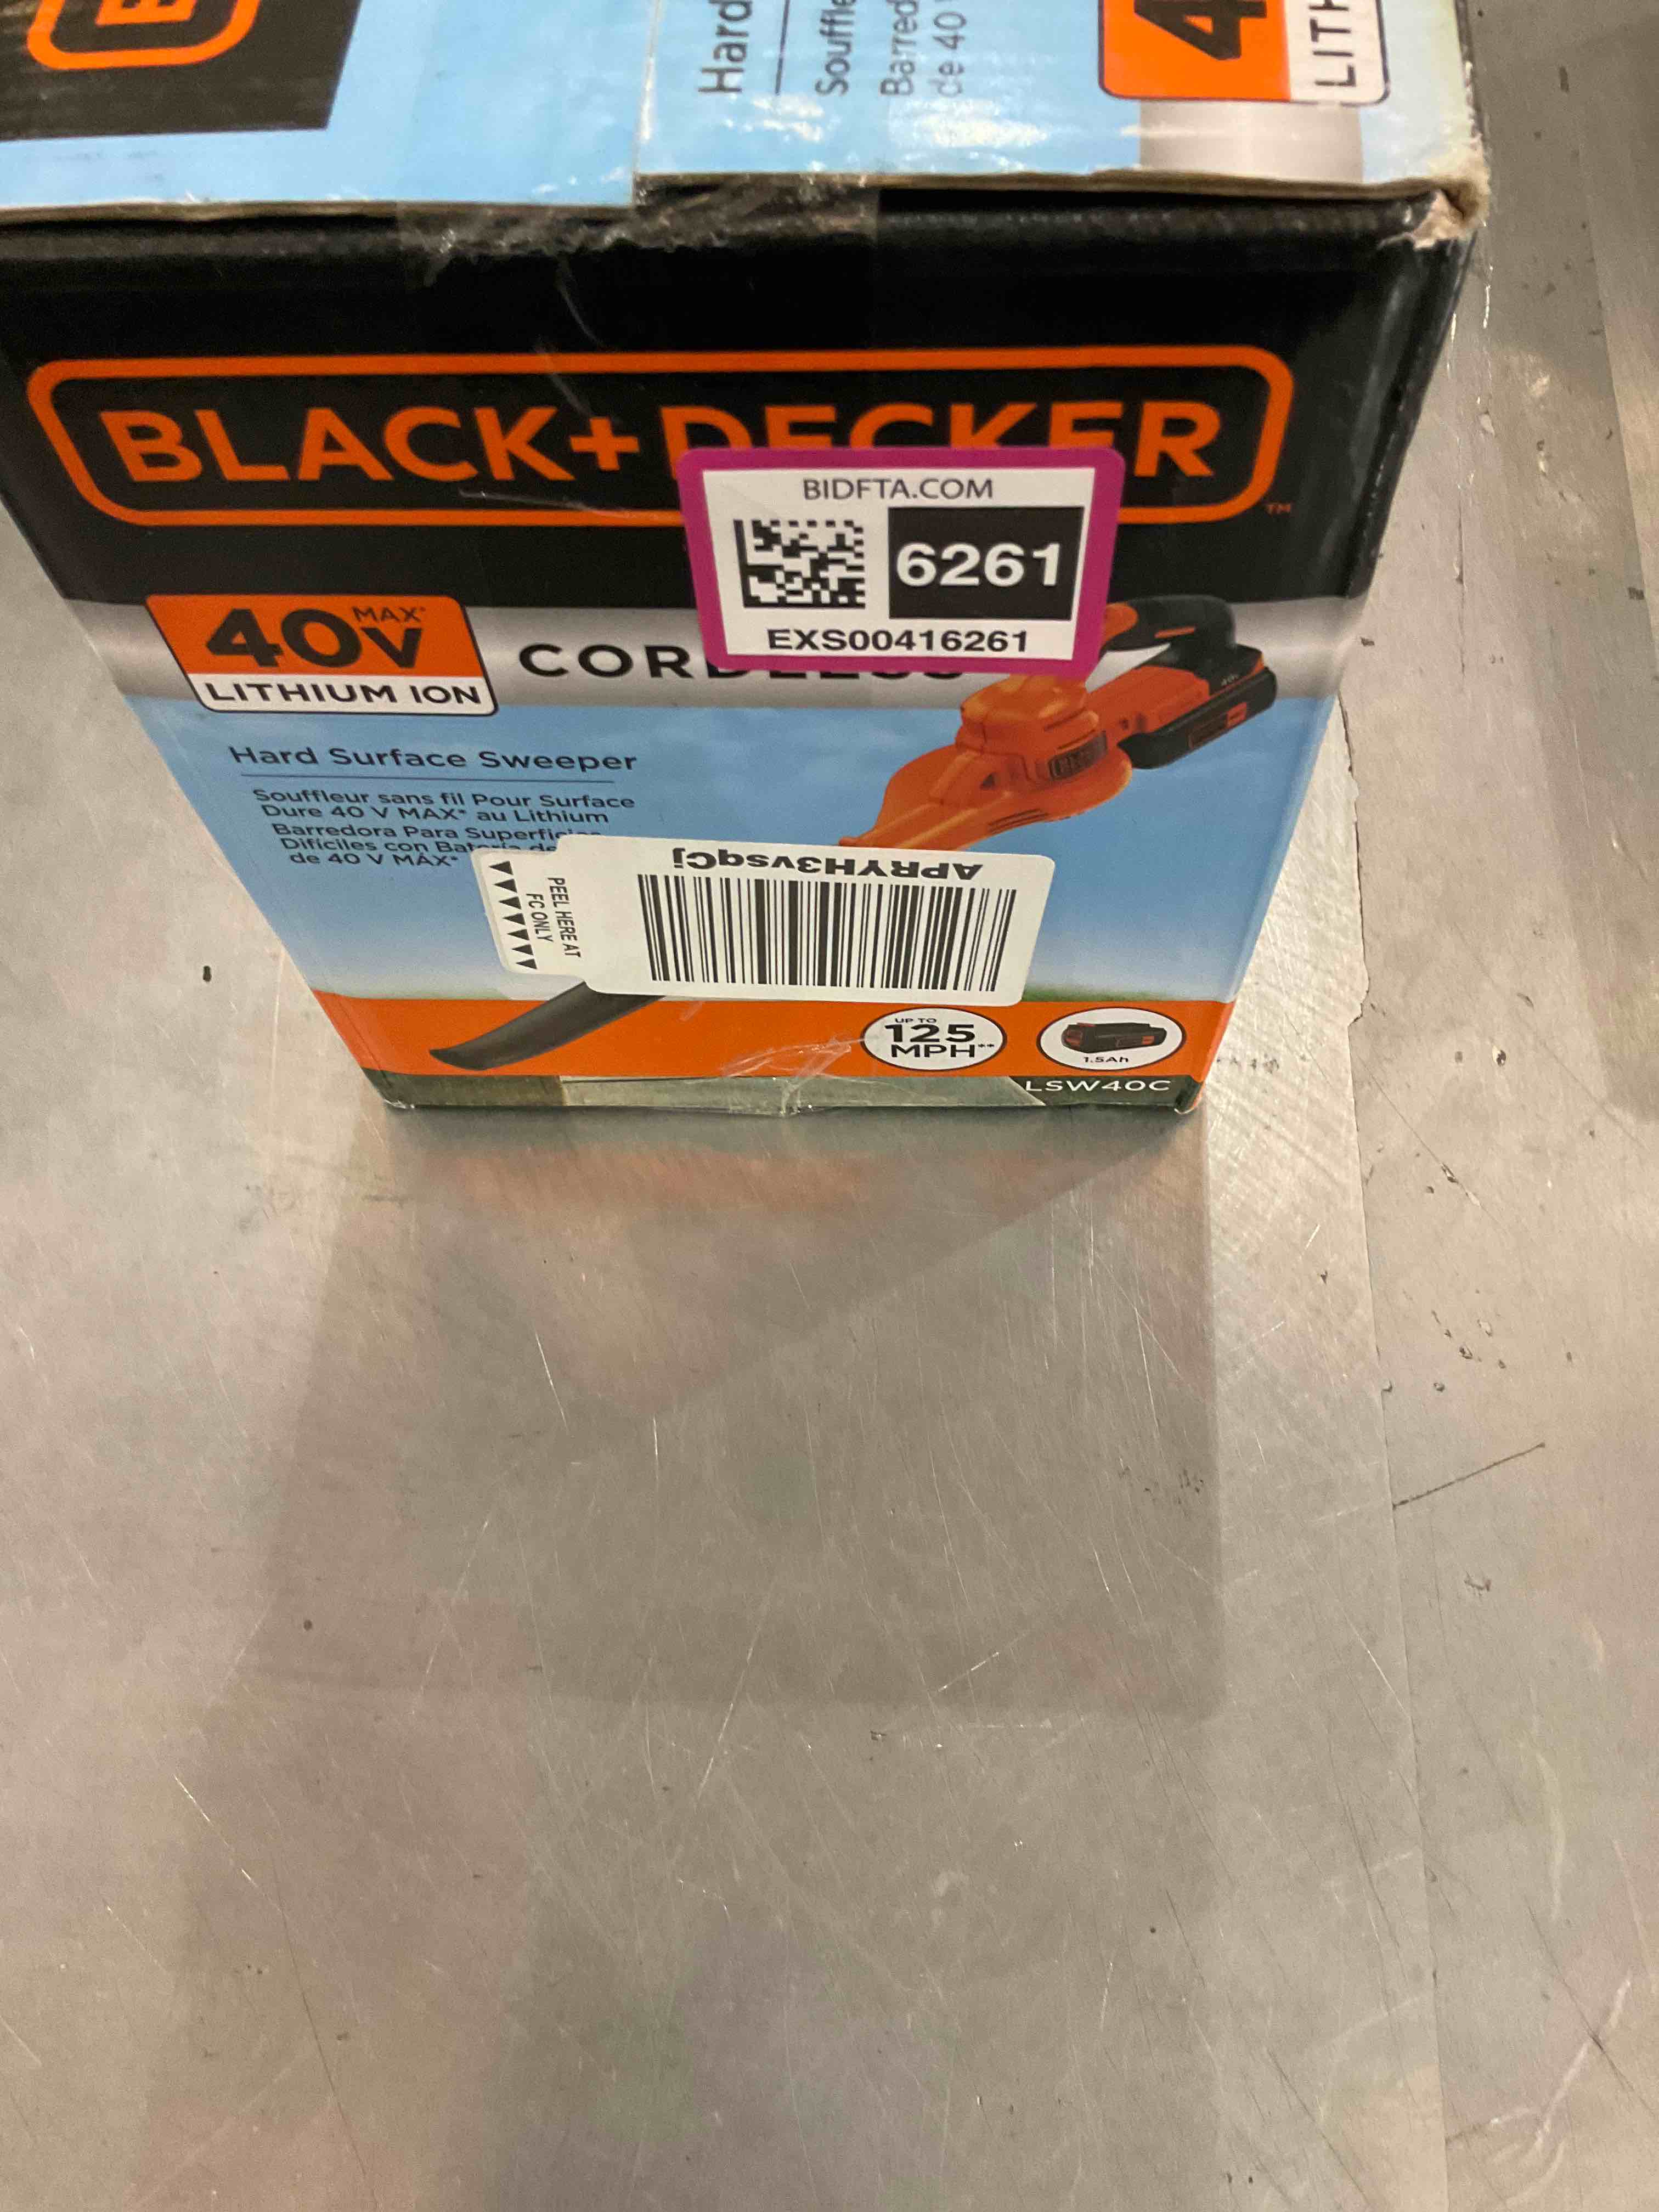 Hard
Souffle
Barred
de 40
LITH
BLACK+DECKER
TM
BIDFTA.COM
6261
EXS00416261
40V MAX*
LITHIUM ION
CORDLESS
Hard Surface Sweeper
Souffleur sans fil Pour Surface
Dure 40 V MAX* au Lithium
Barredora Para Superficies
Difíciles con Batería de
de 40 V MÁX*
APRYH3vsqCj
PEEL HERE AT
FC ONLY
UP TO
125
MPH**
1.5Ah
LSW40C